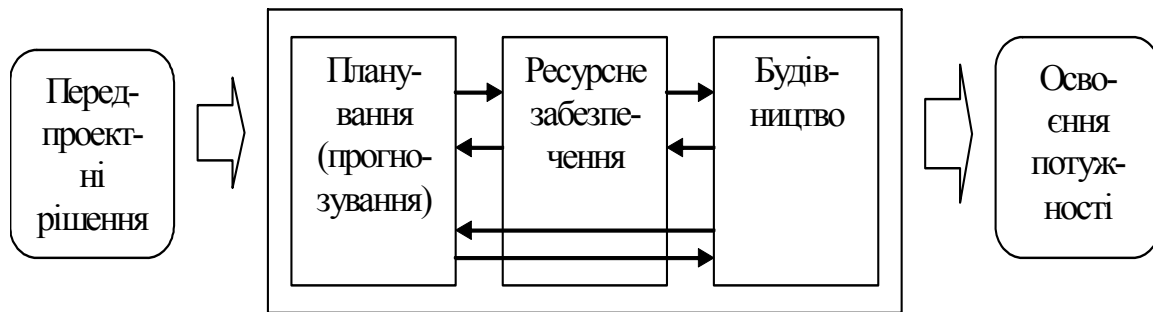 Перед-
проект-
ні
рішення
Плану-
вання
(прогно-
зування)
Ресурсне
забезпе-
чення
Будів-
ництво
Осво-
єння
потуж-
ності